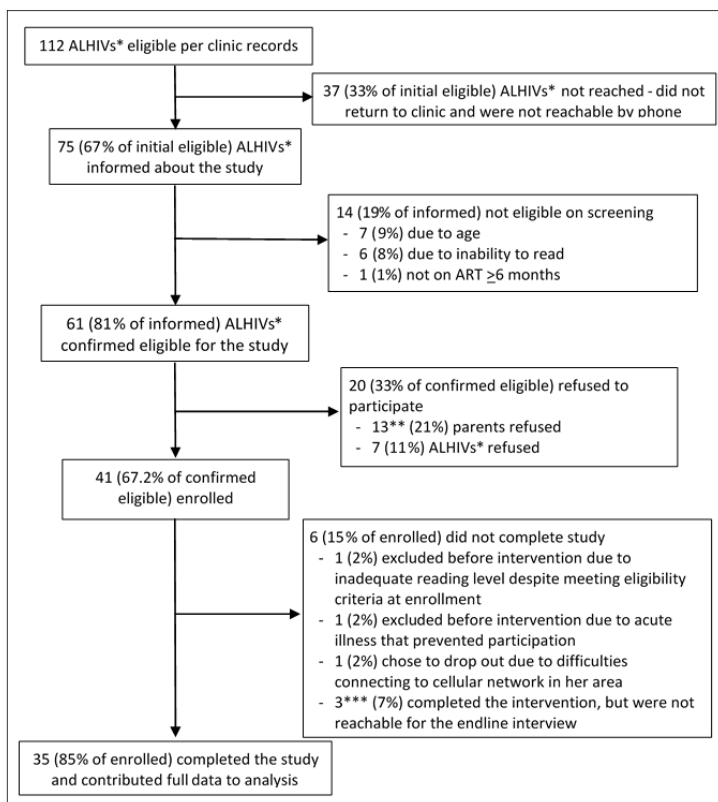 112 ALHIVs* eligible per clinic records
37 (33% of initial eligible) ALHIVs* not reached - did not
return to clinic and were not reachable by phone
75 (67% of initial eligible) ALHIVs*
informed about the study
14 (19% of informed) not eligible on screening
- 7 (9%) due to age
- 6 (8%) due to inability to read
- 1 (1%) not on ART ≥6 months
61 (81% of informed) ALHIVs*
confirmed eligible for the study
20 (33% of confirmed eligible) refused to
participate
- 13** (21%) parents refused
- 7 (11%) ALHIVs* refused
41 (67.2% of confirmed
eligible) enrolled
6 (15% of enrolled) did not complete study
- 1 (2%) excluded before intervention due to
inadequate reading level despite meeting eligibility
criteria at enrollment
- 1 (2%) excluded before intervention due to acute
illness that prevented participation
- 1 (2%) chose to drop out due to difficulties
connecting to cellular network in her area
- 3*** (7%) completed the intervention, but were not
reachable for the endline interview
35 (85% of enrolled) completed the study
and contributed full data to analysis